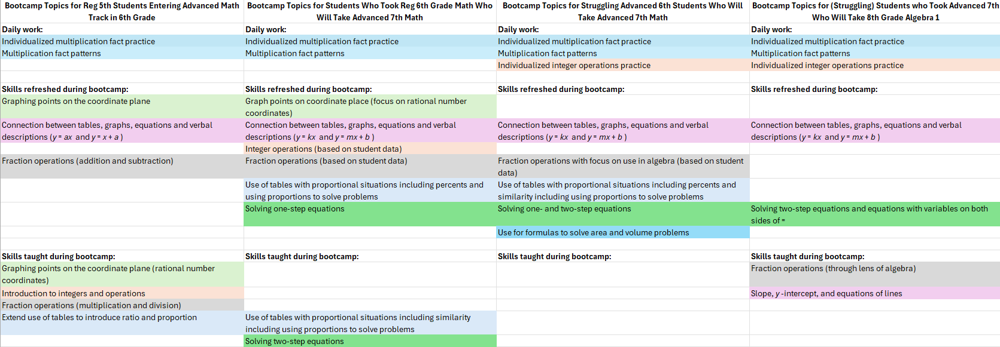 Bootcamp Topics for Reg 5th Students Entering Advanced Math
Track in 6th Grade
Bootcamp Topics for Students Who Took Reg 6th Grade Math Who
Will Take Advanced 7th Math
Bootcamp Topics for Struggling Advanced 6th Students Who Will
Take Advanced 7th Math
Bootcamp Topics for (Struggling) Students who Took Advanced 7th
Who Will Take 8th Grade Algebra 1
Daily work:
Daily work:
Daily work:
Daily work:
Individualized multiplication fact practice
Individualized multiplication fact practice
Individualized multiplication fact practice
Individualized multiplication fact practice
Multiplication fact patterns
Multiplication fact patterns
Multiplication fact patterns
Multiplication fact patterns
Individualized integer operations practice
Individualized integer operations practice
Skills refreshed during bootcamp:
Skills refreshed during bootcamp:
Skills refreshed during bootcamp:
Skills refreshed during bootcamp:
Graphing points on the coordinate plane
Graph points on coordinate place (focus on rational number
coordinates)
Connection between tables, graphs, equations and verbal
descriptions (y = ax and y = x + a )
Connection between tables, graphs, equations and verbal
descriptions (y = kx and y = mx + b )
Connection between tables, graphs, equations and verbal
descriptions (y = kx and y = mx + b )
Connection between tables, graphs, equations and verbal
descriptions (y = kx and y = mx + b )
Integer operations (based on student data)
Fraction operations (addition and subtraction)
Fraction operations (based on student data)
Fraction operations with focus on use in algebra (based on student
data)
Use of tables with proportional situations including percents and
using proportions to solve problems
Use of tables with proportional situations including percents and
similarity including using proportions to solve problems
Solving one-step equations
Solving one- and two-step equations
Solving two-step equations and equations with variables on both
sides of =
Use for formulas to solve area and volume problems
Skills taught during bootcamp:
Skills taught during bootcamp:
Skills taught during bootcamp:
Skills taught during bootcamp:
Graphing points on the coordinate plane (rational number
coordinates)
Fraction operations (through lens of algebra)
Introduction to integers and operations
Slope, y -intercept, and equations of lines
Fraction operations (multiplication and division)
Extend use of tables to introduce ratio and proportion
Use of tables with proportional situations including similarity
including using proportions to solve problems
Solving two-step equations